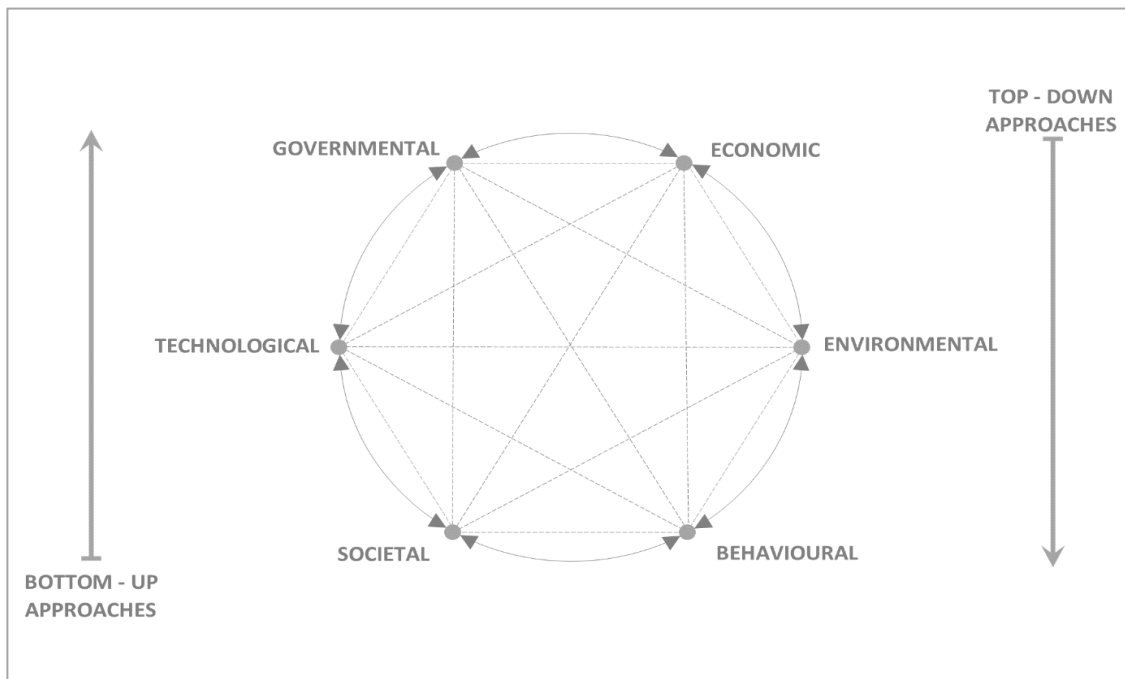 TOP - DOWN
APPROACHES
GOVERNMENTAL
ECONOMIC
TECHNOLOGICAL
ENVIRONMENTAL
SOCIETAL
BEHAVIOURAL
BOTTOM - UP
APPROACHES